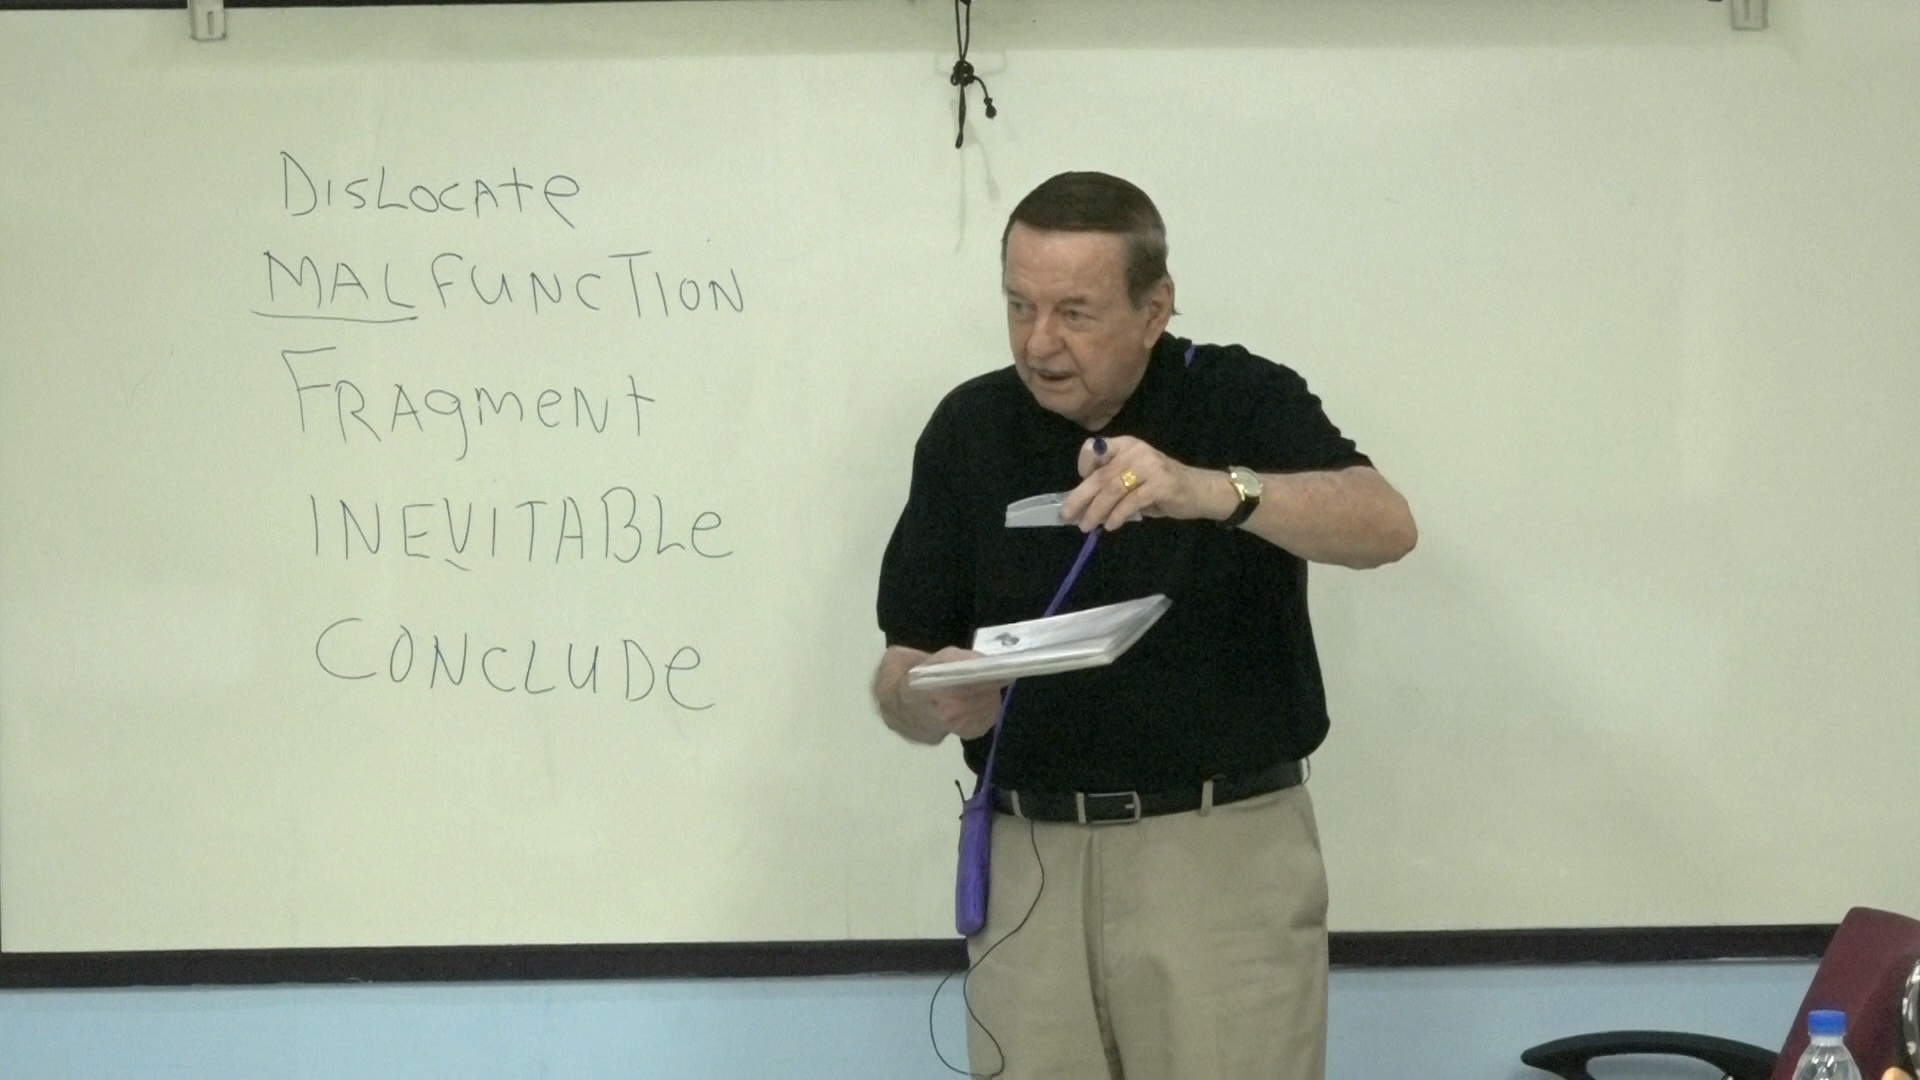 DISLOCATe
MALFUNCTION
FRAgmeNt
INEVITABLe
CONCLUDe